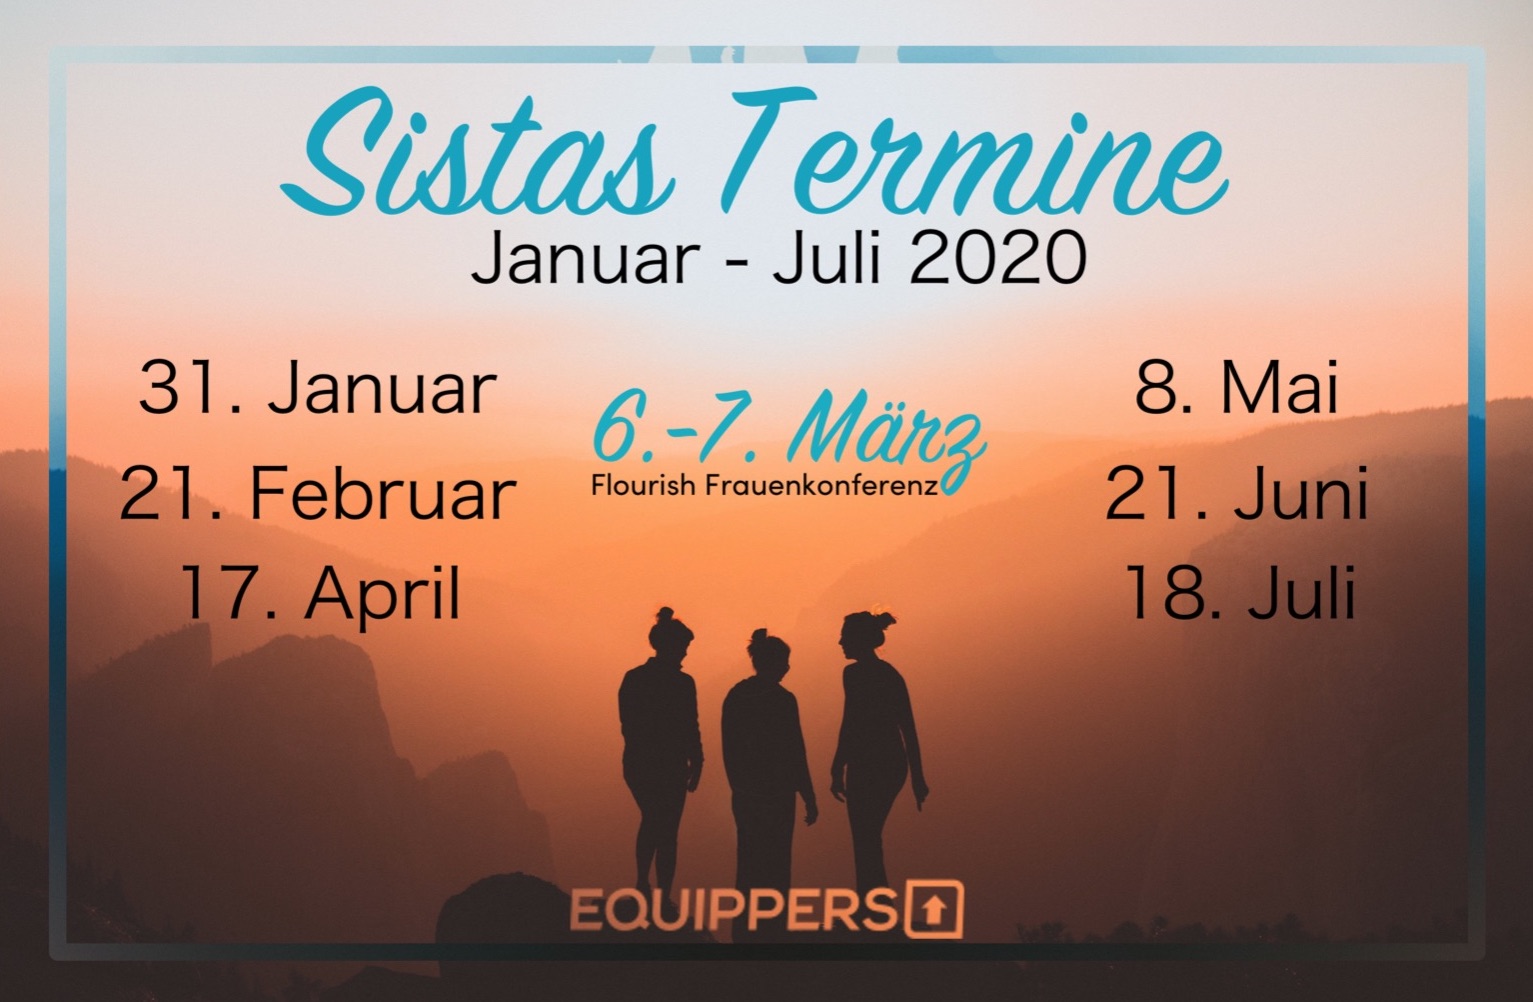 Sistas Termine
Januar - Juli 2020
31. Januar
21. Februar
17. April
6.-7. März
Flourish Frauenkonferenz
8. Mai
21. Juni
18. Juli
EQUIPPERS